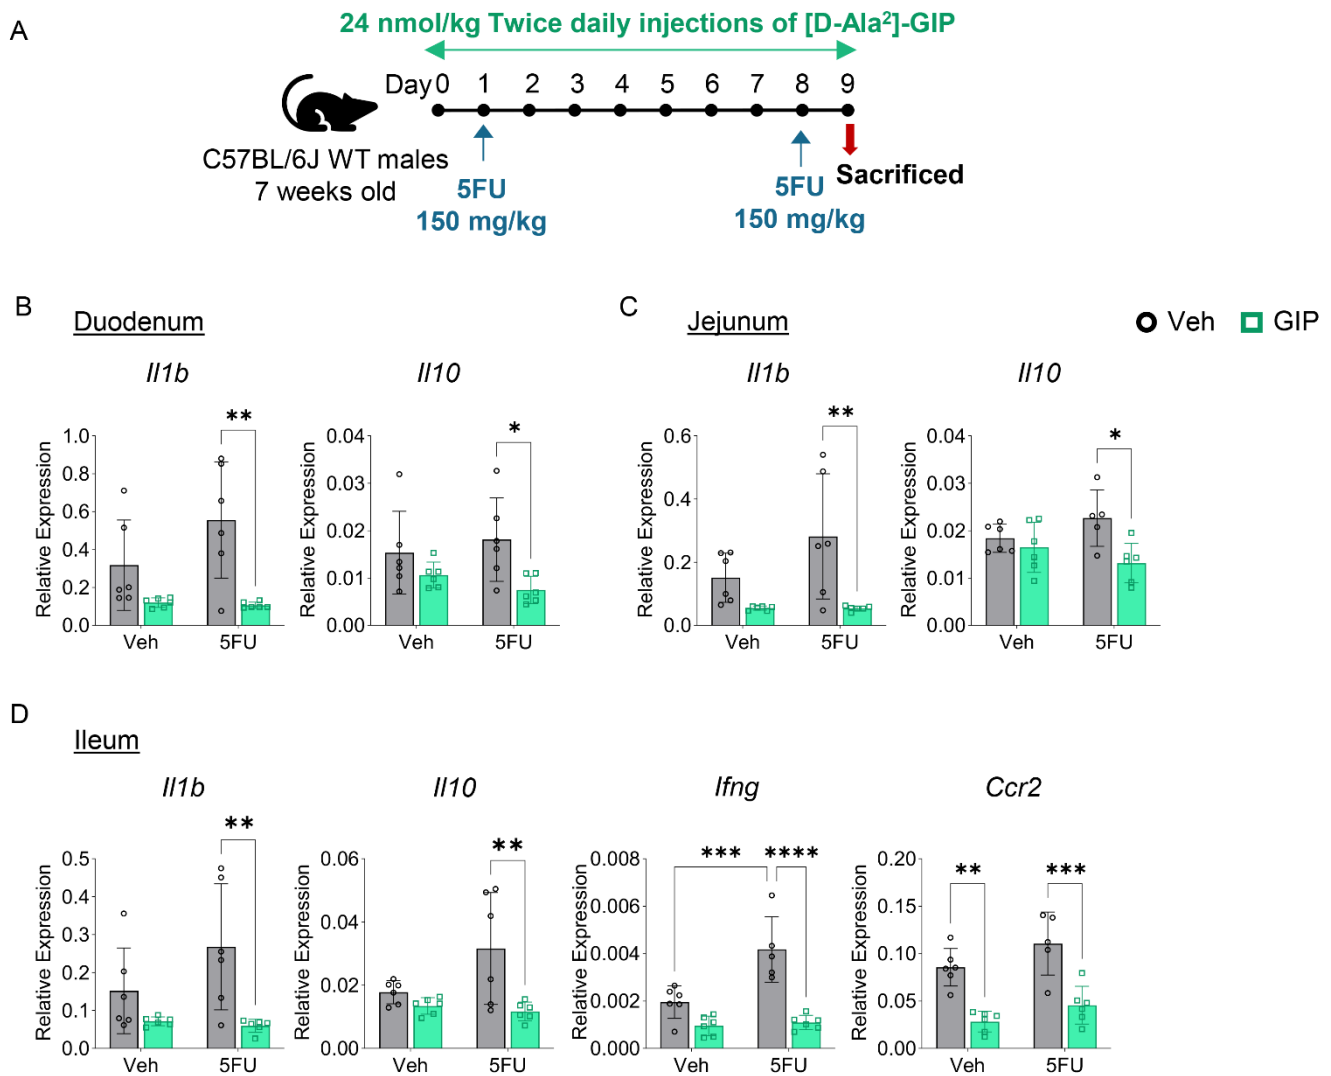 A
24 nmol/kg Twice daily injections of [D-Ala²]-GIP
Day 0 1 2 3 4 5 6 7 8 9
C57BL/6J WT males
7 weeks old
5FU
150 mg/kg
5FU
150 mg/kg
Sacrificed
B
Duodenum
Il1b
Relative Expression
1.0
0.8
0.6
0.4
0.2
0.0
**
Veh 5FU
Il10
Relative Expression
0.04
0.03
0.02
0.01
0.00
*
Veh 5FU
C
Jejunum
Veh GIP
Il1b
Relative Expression
0.6
0.4
0.2
0.0
**
Veh 5FU
Il10
Relative Expression
0.04
0.03
0.02
0.01
0.00
*
Veh 5FU
D
Ileum
Il1b
Relative Expression
0.5
0.4
0.3
0.2
0.1
0.0
**
Veh 5FU
Il10
Relative Expression
0.06
0.04
0.02
0.00
**
Veh 5FU
Ifng
Relative Expression
0.008
0.006
0.004
0.002
0.000
*** ****
Veh 5FU
Ccr2
Relative Expression
0.20
0.15
0.10
0.05
0.00
** ***
Veh 5FU